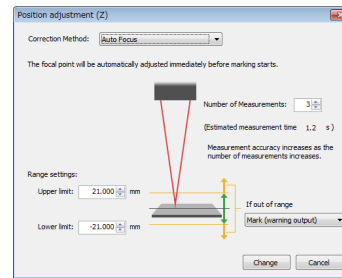 Position adjustment (Z)
Correction Method: Auto Focus
The focal point will be automatically adjusted immediately before marking starts.
Number of Measurements: 3
(Estimated measurement time 1.2 s )
Measurement accuracy increases as the
number of measurements increases.
Range settings:
Upper limit: 21.000 mm
If out of range
Mark (warning output)
Lower limit: -21.000 mm
Change Cancel